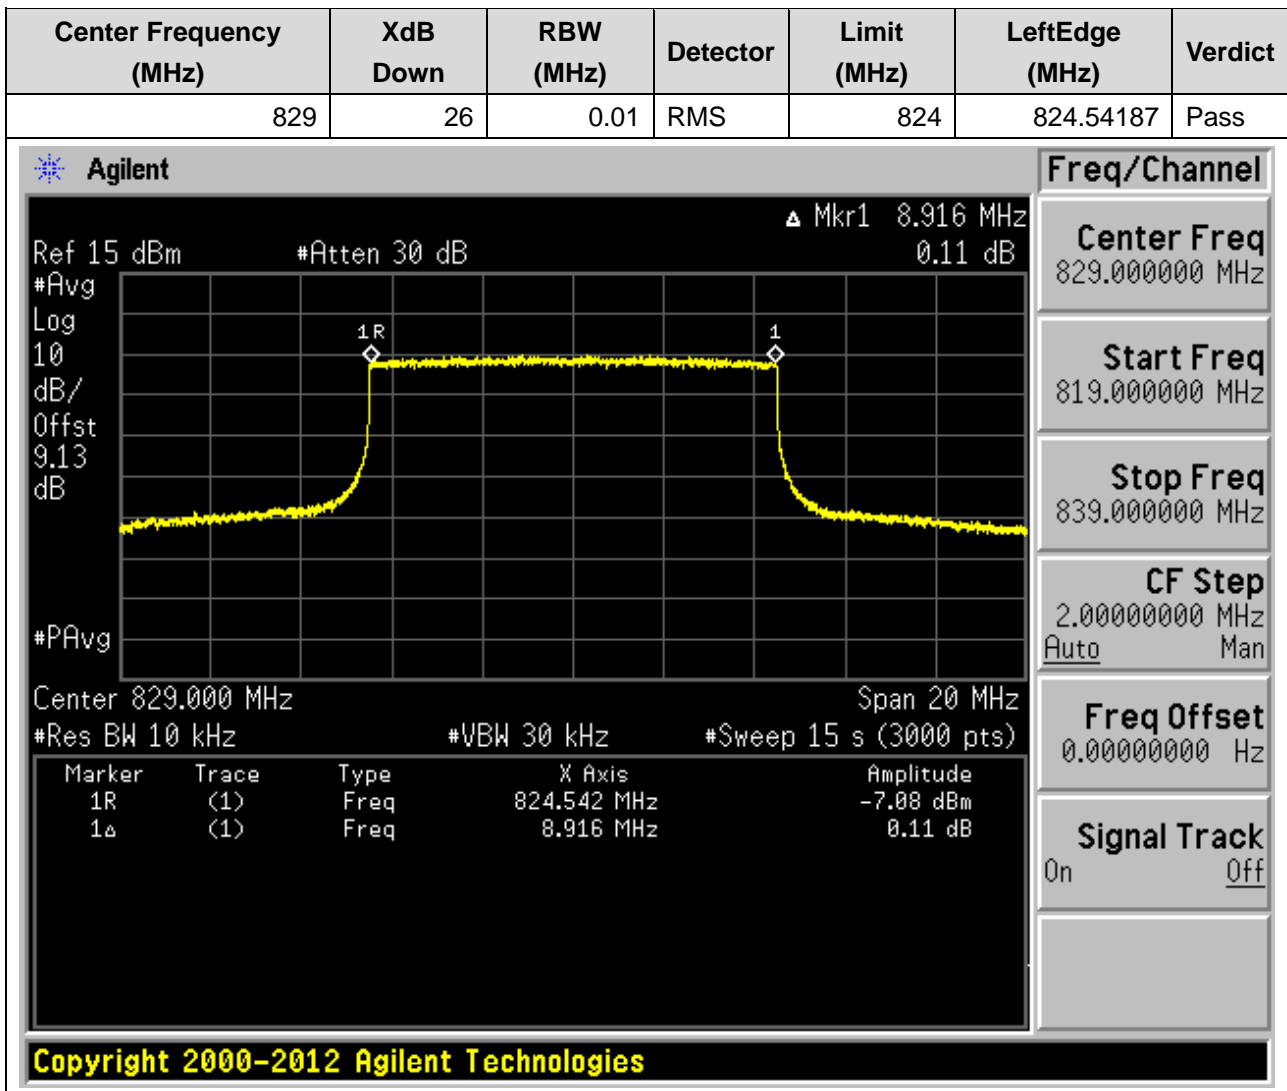 Center Frequency (MHz) XdB Down RBW (MHz) Detector Limit (MHz) LeftEdge (MHz) Verdict
829 26 0.01 RMS 824 824.54187 Pass
Agilent
Freq/Channel
Δ Mkr1 8.916 MHz
Ref 15 dBm #Atten 30 dB 0.11 dB
#Avg
Log
10
dB/
Offst
9.13
dB
#PAvg
1R
1
Center 829.000 MHz Span 20 MHz
#Res BW 10 kHz #VBW 30 kHz #Sweep 15 s (3000 pts)
Marker Trace Type X Axis Amplitude
1R (1) Freq 824.542 MHz -7.08 dBm
1Δ (1) Freq 8.916 MHz 0.11 dB
Center Freq
829.000000 MHz
Start Freq
819.000000 MHz
Stop Freq
839.000000 MHz
CF Step
2.00000000 MHz
Auto Man
Freq Offset
0.00000000 Hz
Signal Track
On Off
Copyright 2000-2012 Agilent Technologies